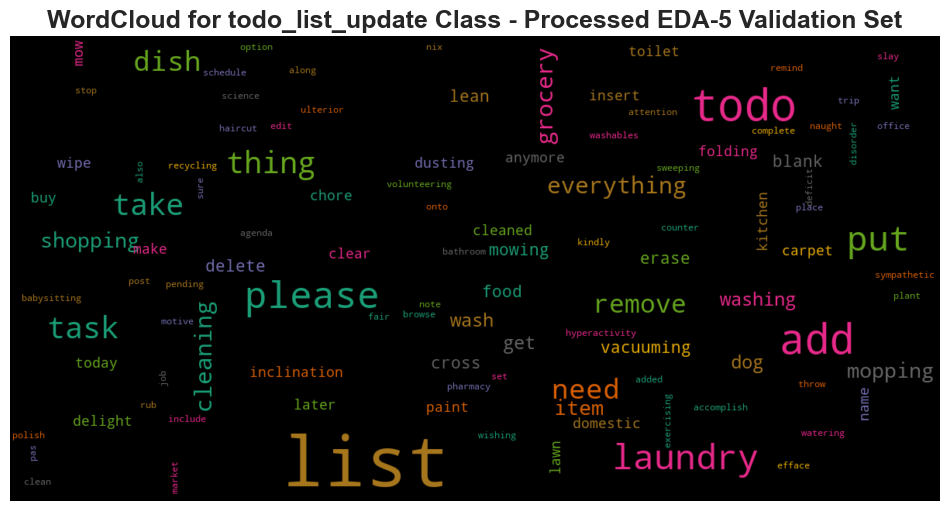 WordCloud for todo_list_update Class - Processed EDA-5 Validation Set
mow
dish
option
nix
toilet
slay
schedule
along
remind
stop
science
ulterior
lean
grocery
insert
todo
want
trip
attention
haircut
edit
washables
complete
naught
office
disorder
wipe
also
recycling
thing
dusting
anymore
folding
blank
sweeping
sure
chore
volunteering
everything
deficit
buy
take
onto
kitchen
place
shopping
make
agenda
cleaned
counter
put
clear
bathroom
mowing
kindly
carpet
delete
erase
sympathetic
post
pending
please
food
remove
washing
plant
babysitting
note
task
motive
cleaning
fair
browse
wash
hyperactivity
add
today
get
vacuuming
cross
dog
mopping
job
inclination
set
pharmacy
need
added
throw
name
rub
later
paint
item
exercising
accomplish
delight
include
domestic
polish
list
wishing
watering
pas
lawn
laundry
efface
clean
market